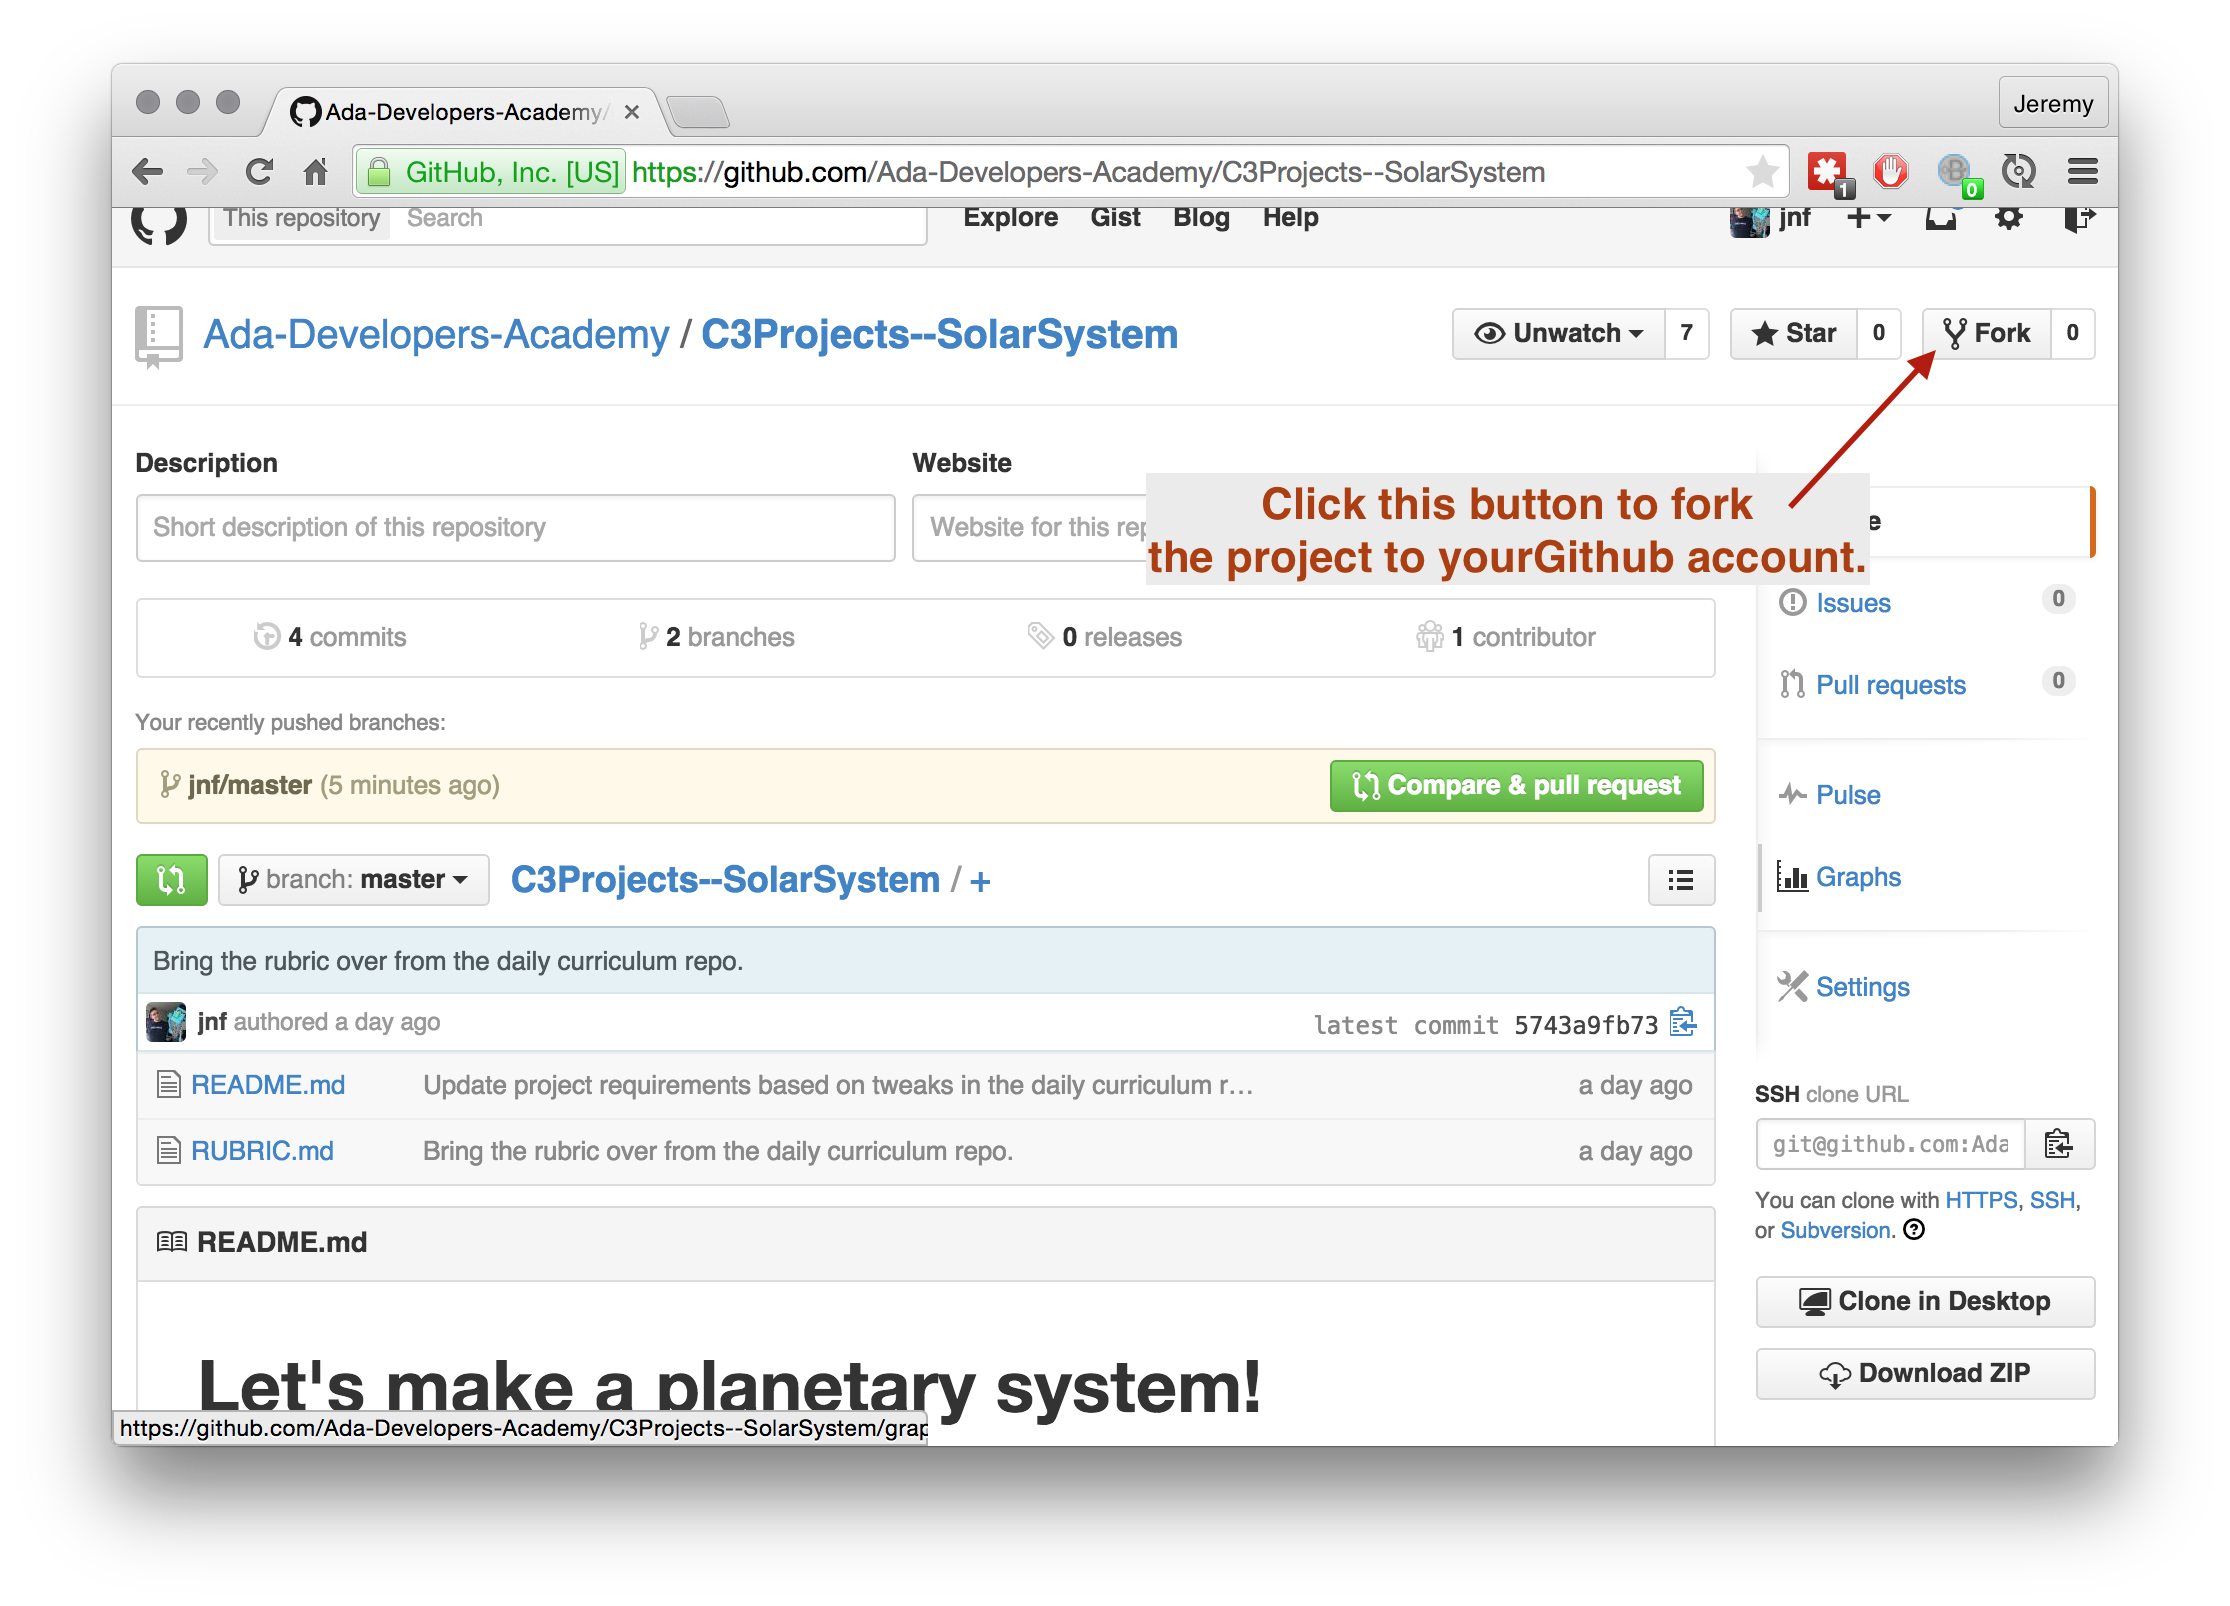 Ada-Developers-Academy/
Jeremy
GitHub, Inc. [US] https://github.com/Ada-Developers-Academy/C3Projects--SolarSystem
1
0
This repository Search Explore Gist Blog Help jnf
Ada-Developers-Academy / C3Projects--SolarSystem
Unwatch 7 Star 0 Fork 0
Description Website
Short description of this repository Website for this rep
Click this button to fork
the project to yourGithub account.
e
Issues 0
4 commits 2 branches 0 releases 1 contributor
Pull requests 0
Your recently pushed branches:
jnf/master (5 minutes ago) Compare & pull request
Pulse
branch: master C3Projects--SolarSystem / +
Graphs
Bring the rubric over from the daily curriculum repo.
Settings
jnf authored a day ago latest commit 5743a9fb73
README.md Update project requirements based on tweaks in the daily curriculum r… a day ago
RUBRIC.md Bring the rubric over from the daily curriculum repo. a day ago
SSH clone URL
git@github.com:Ada
You can clone with HTTPS, SSH,
or Subversion.
README.md
Clone in Desktop
Download ZIP
Let's make a planetary system!
https://github.com/Ada-Developers-Academy/C3Projects--SolarSystem/grap